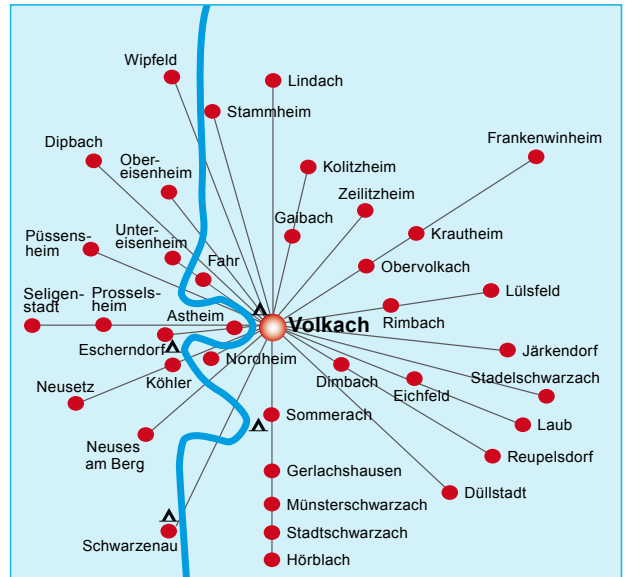 Wipfeld
Lindach
Stammheim
Frankenwinheim
Dipbach
Ober-
eisenheim
Kolitzheim
Zeilitzheim
Gaibach
Krautheim
Püssens-
heim
Unter-
eisenheim
Fahr
Obervolkach
Seligen-
stadt
Prossels-
heim
Lülsfeld
Astheim
Rimbach
Volkach
Escherndorf
Järkendorf
Nordheim
Köhler
Dimbach
Stadelschwarzach
Neusetz
Eichfeld
Sommerach
Laub
Neuses
am Berg
Reupelsdorf
Gerlachshausen
Düllstadt
Münsterschwarzach
Stadtschwarzach
Schwarzenau
Hörblach